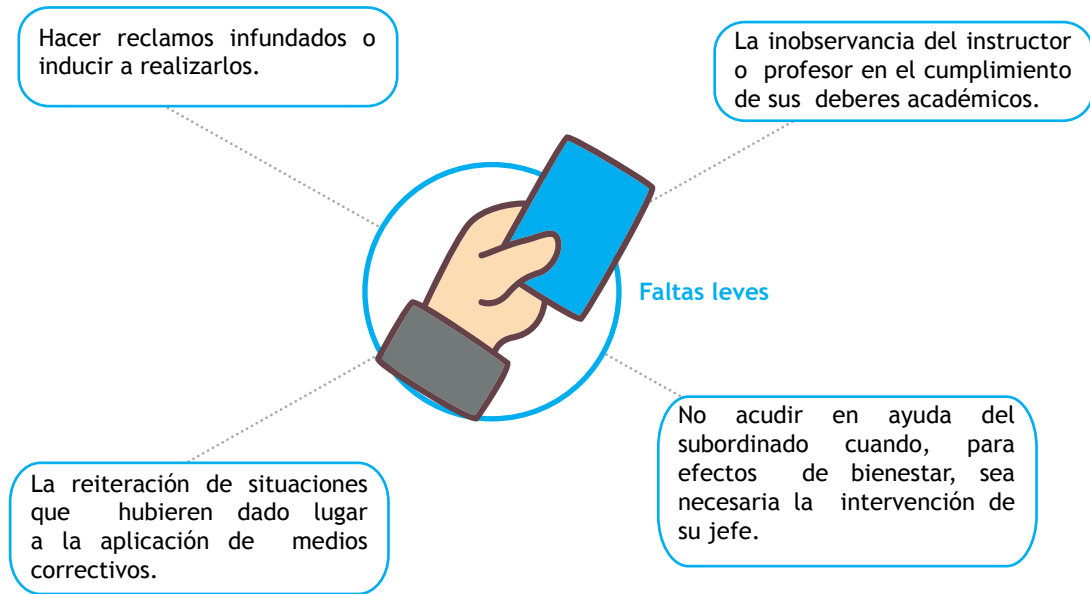 Hacer reclamos infundados o
inducir a realizarlos.
La inobservancia del instructor
o profesor en el cumplimiento
de sus deberes académicos.
Faltas leves
La reiteración de situaciones
que hubieren dado lugar
a la aplicación de medios
correctivos.
No acudir en ayuda del
subordinado cuando, para
efectos de bienestar, sea
necesaria la intervención de
su jefe.